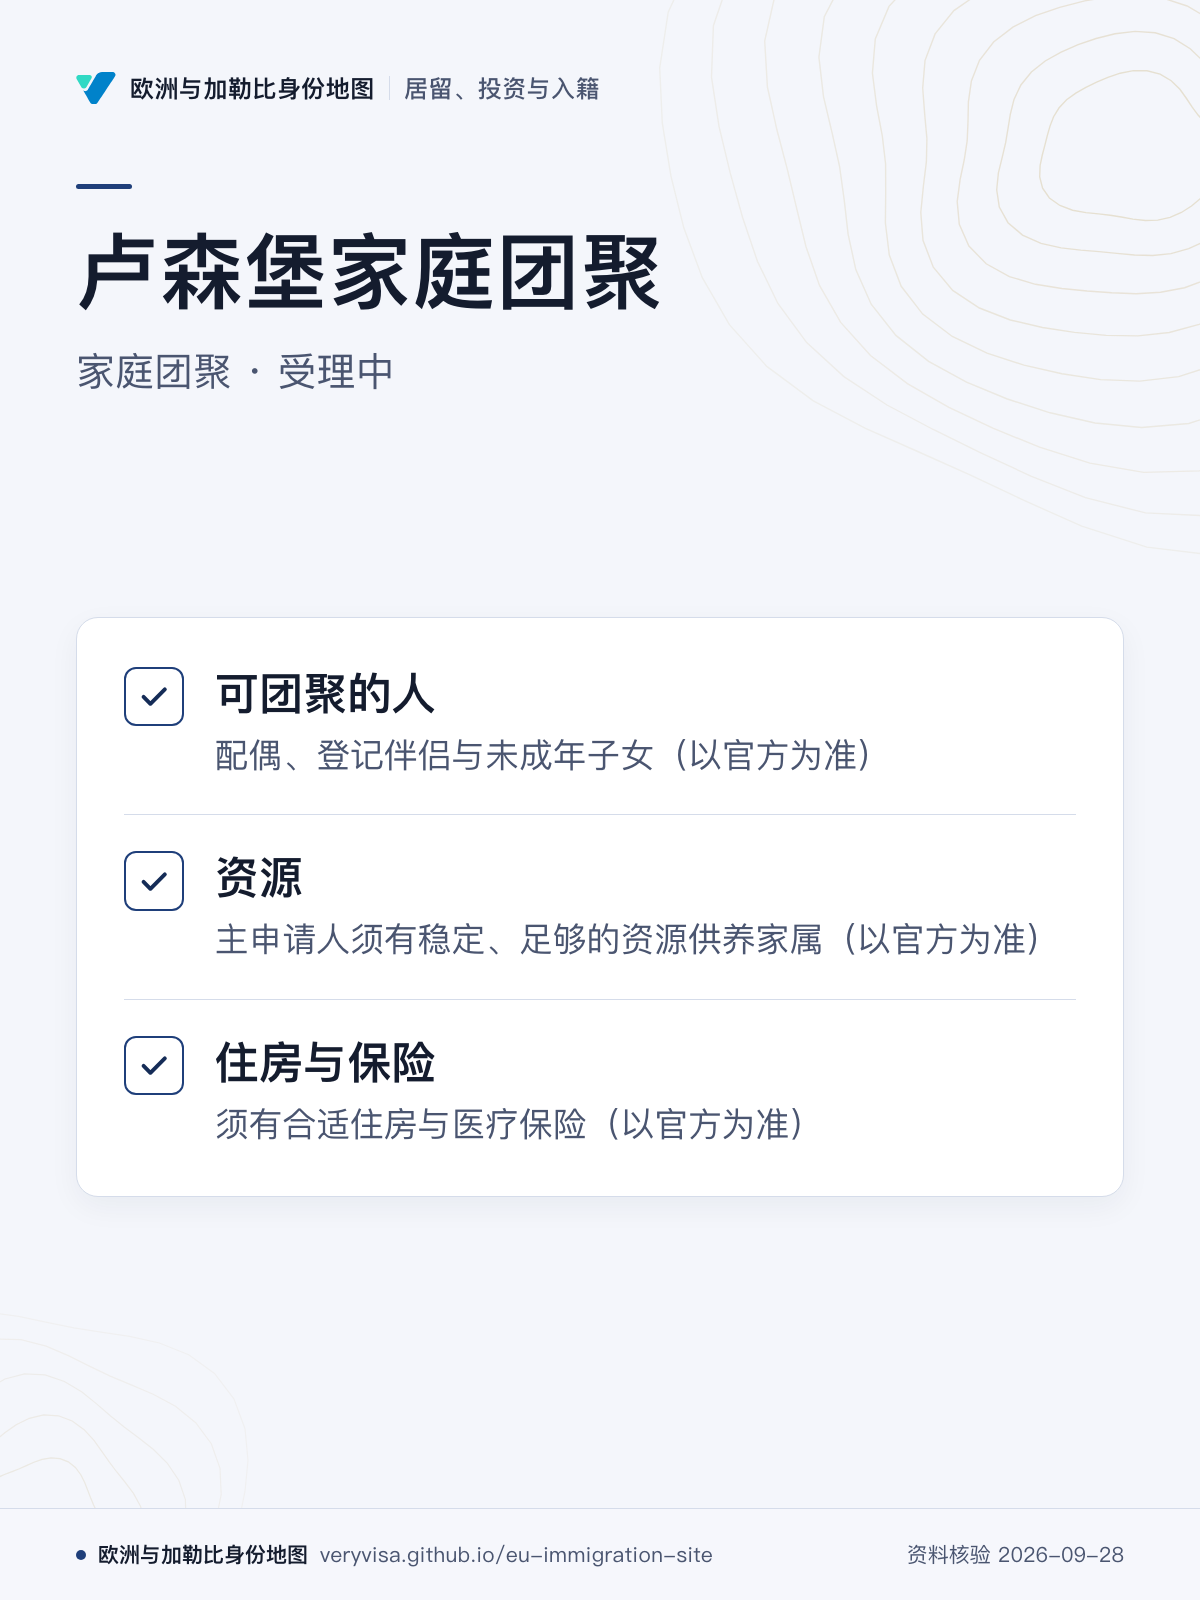 欧洲与加勒比身份地图 居留、投资与入籍
卢森堡家庭团聚
家庭团聚 · 受理中
可团聚的人
配偶、登记伴侣与未成年子女（以官方为准）
资源
主申请人须有稳定、足够的资源供养家属（以官方为准）
住房与保险
须有合适住房与医疗保险（以官方为准）
欧洲与加勒比身份地图 veryvisa.github.io/eu-immigration-site 资料核验 2026-09-28